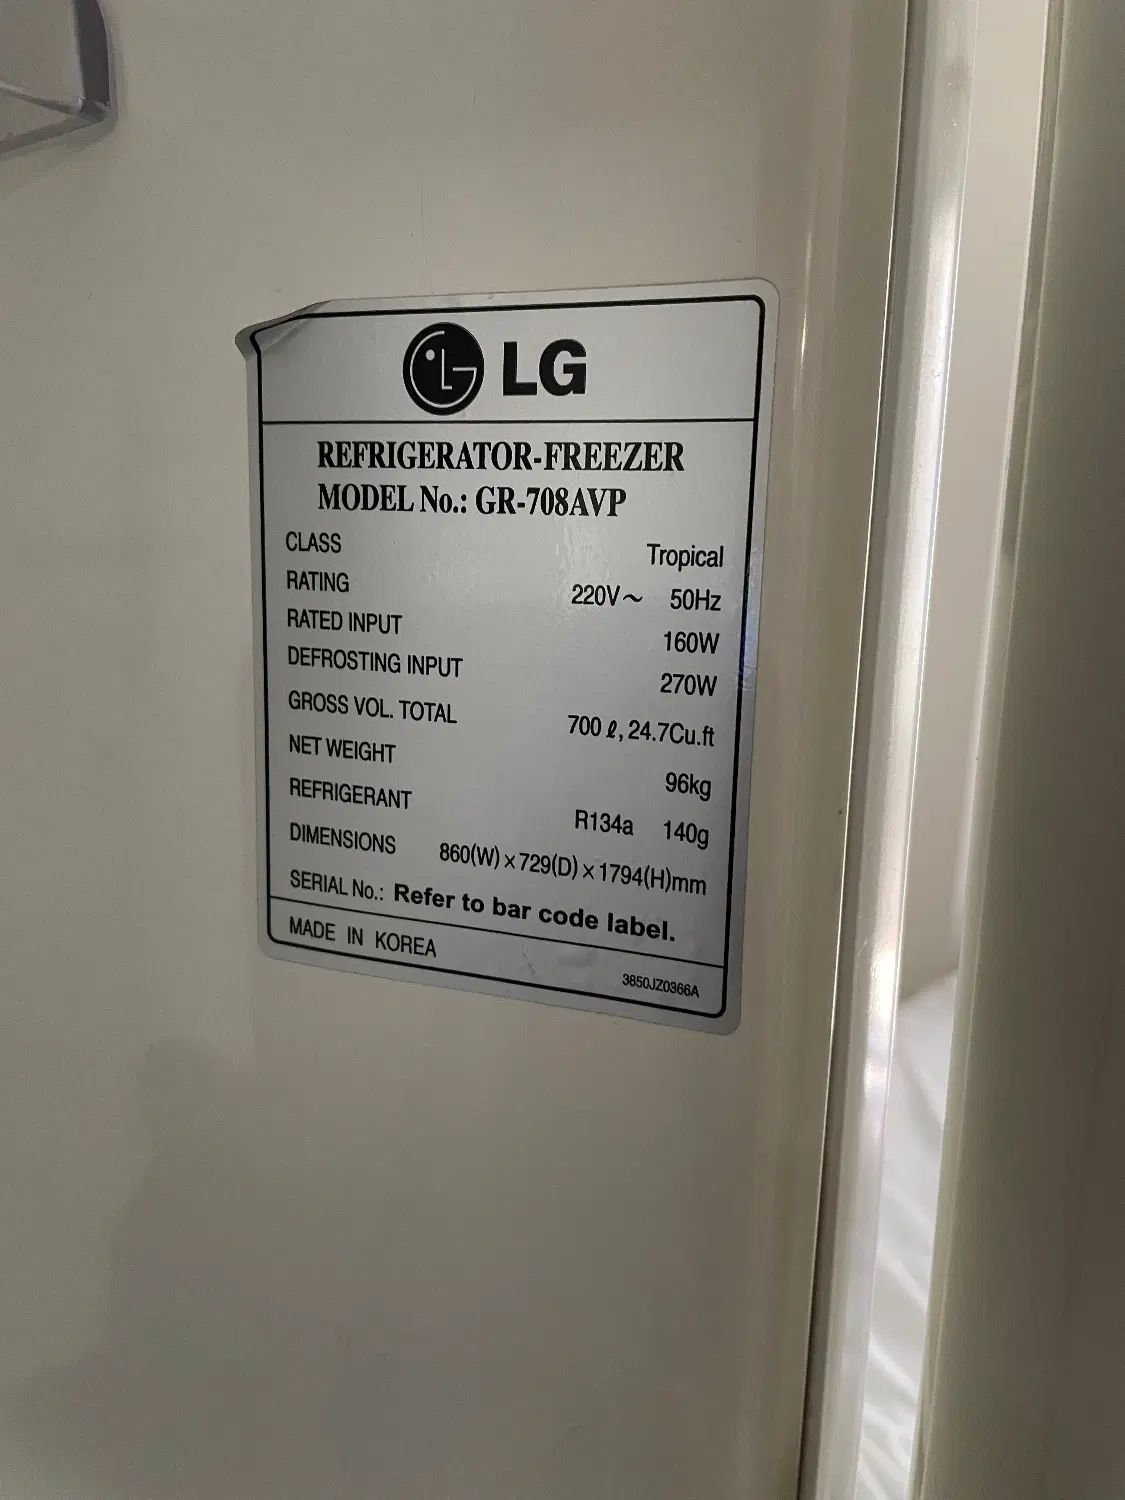 LG
REFRIGERATOR-FREEZER
MODEL No.: GR-708AVP
CLASS Tropical
RATING 220V~ 50Hz
RATED INPUT 160W
DEFROSTING INPUT 270W
GROSS VOL. TOTAL 700 ℓ, 24.7Cu.ft
NET WEIGHT 96kg
REFRIGERANT R134a 140g
DIMENSIONS 860(W)×729(D)×1794(H)mm
SERIAL No.: Refer to bar code label.
MADE IN KOREA
3850JZ0366A